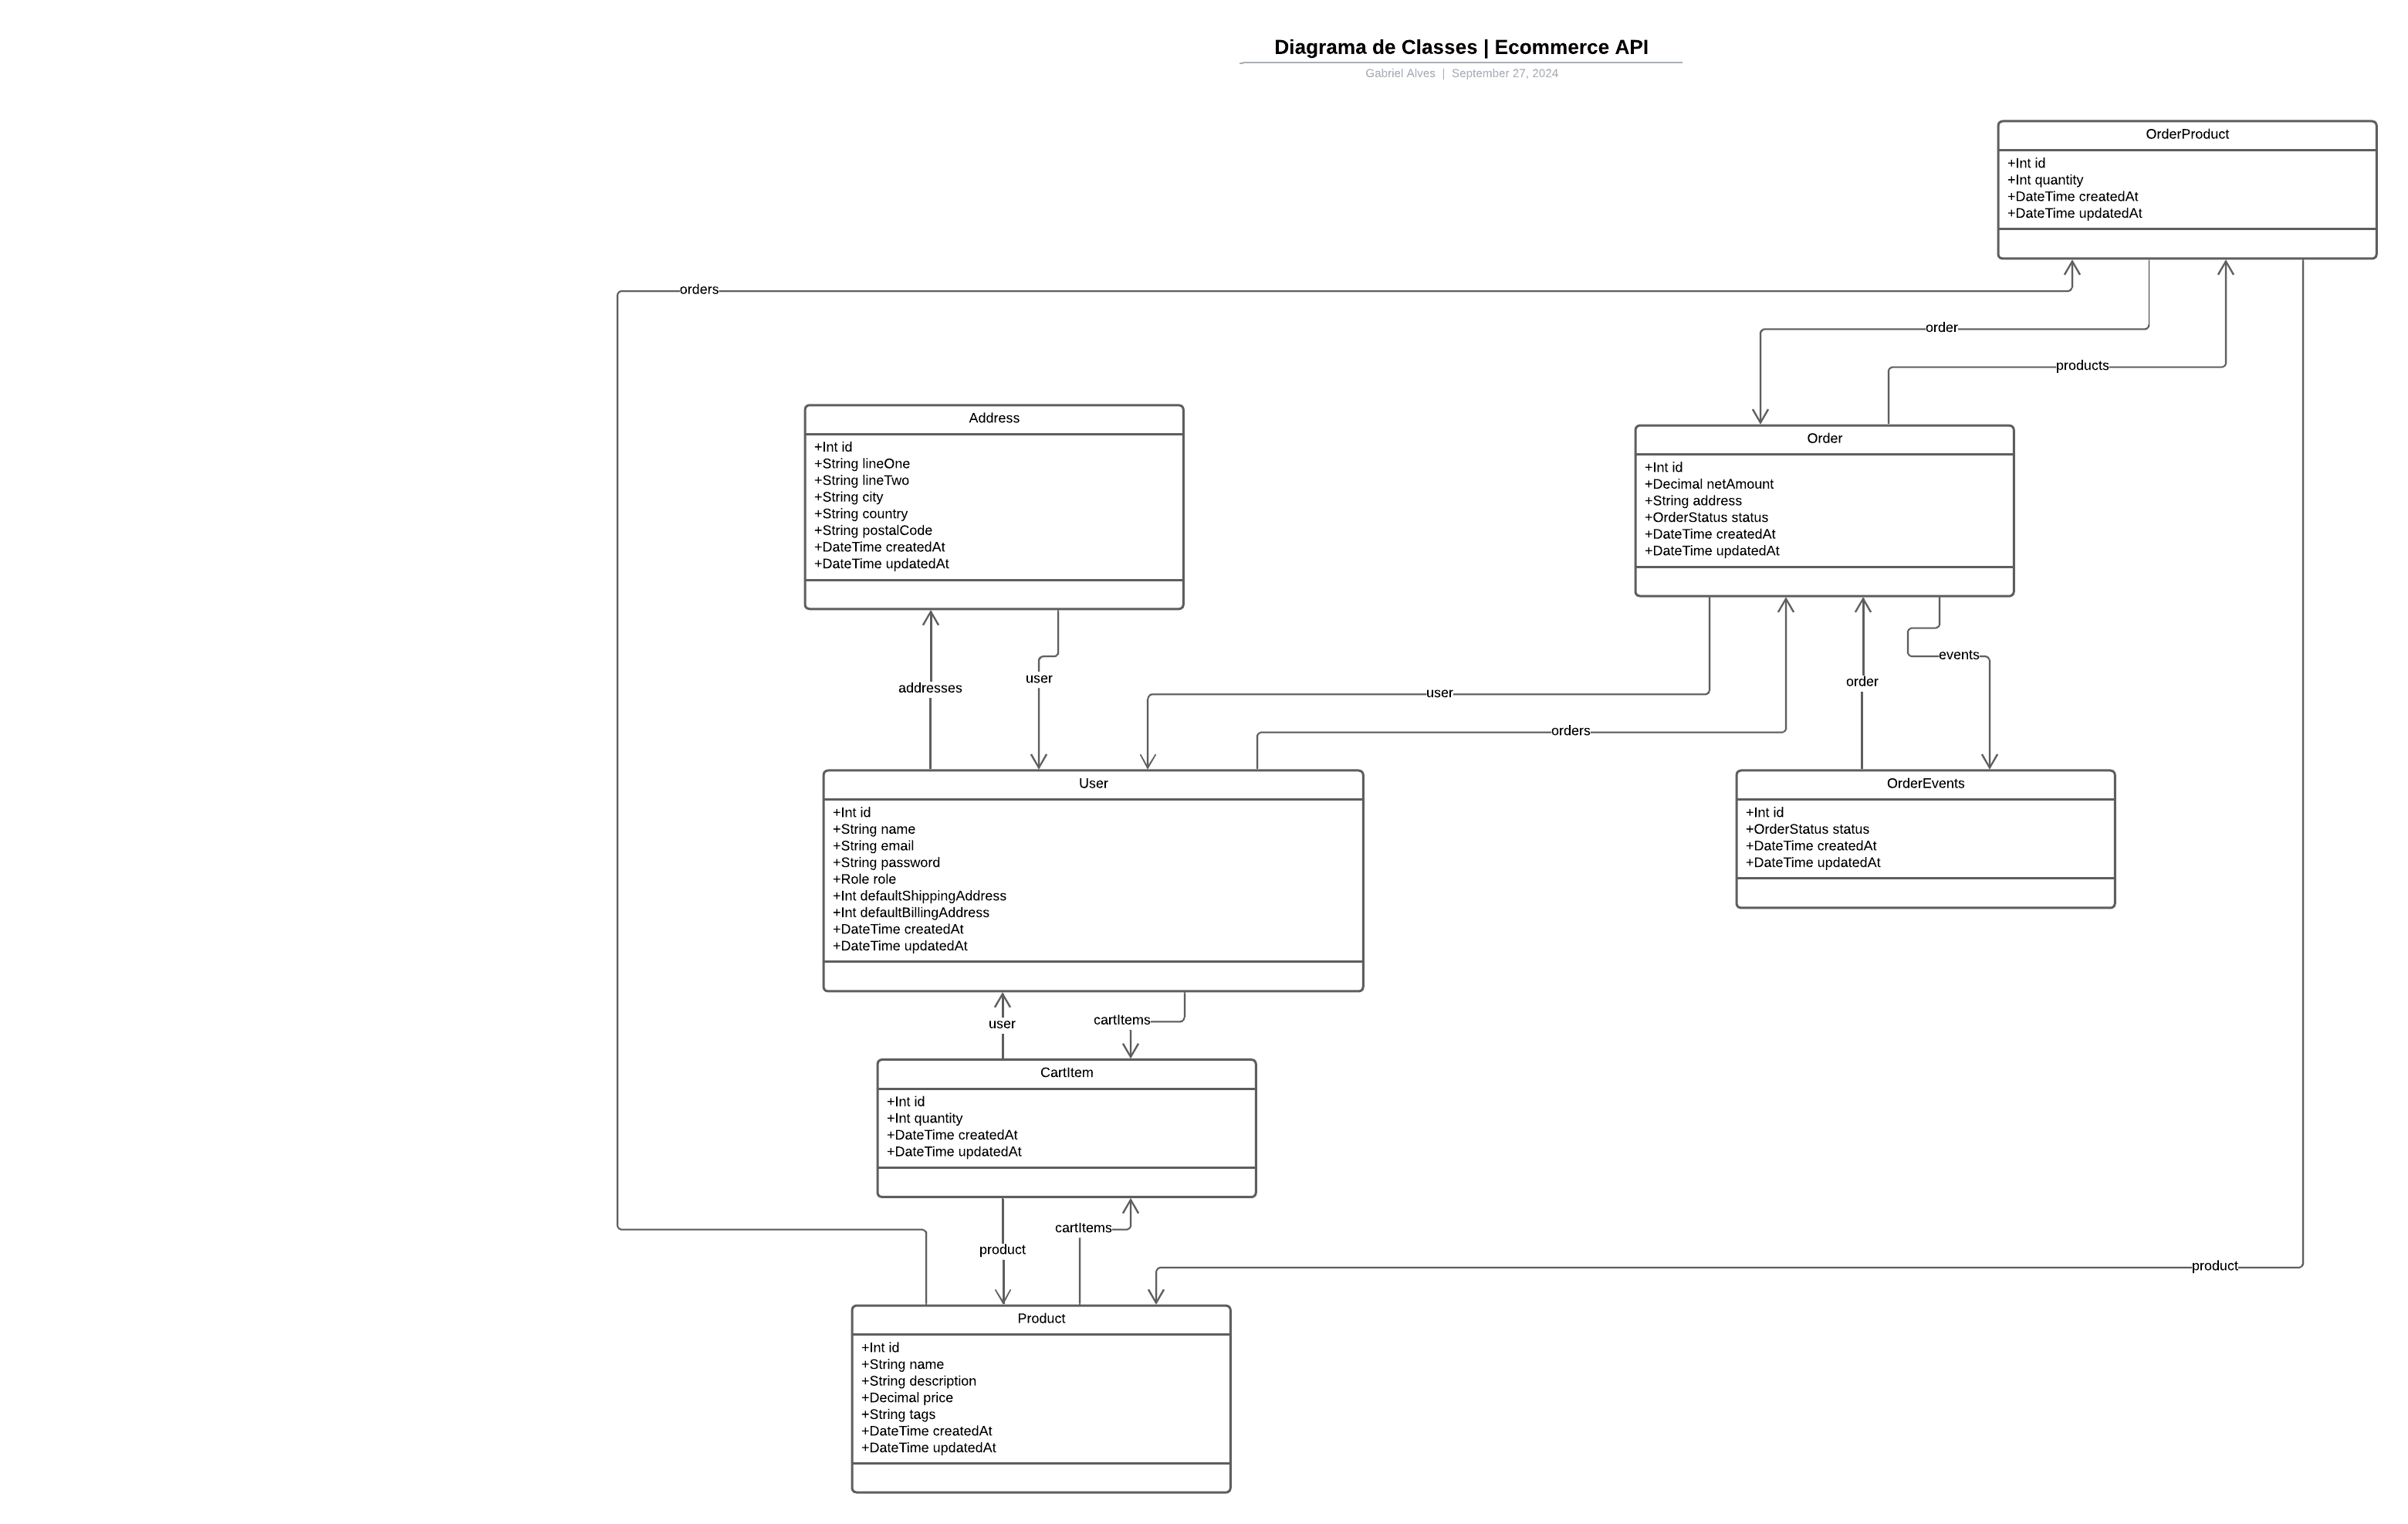 Diagrama de Classes | Ecommerce API
Gabriel Alves | September 27, 2024
OrderProduct
+Int id
+Int quantity
+DateTime createdAt
+DateTime updatedAt
orders
order
products
Address
+Int id
+String lineOne
+String lineTwo
+String city
+String country
+String postalCode
+DateTime createdAt
+DateTime updatedAt
Order
+Int id
+Decimal netAmount
+String address
+OrderStatus status
+DateTime createdAt
+DateTime updatedAt
addresses
user
user
orders
order
events
User
+Int id
+String name
+String email
+String password
+Role role
+Int defaultShippingAddress
+Int defaultBillingAddress
+DateTime createdAt
+DateTime updatedAt
OrderEvents
+Int id
+OrderStatus status
+DateTime createdAt
+DateTime updatedAt
user
cartItems
CartItem
+Int id
+Int quantity
+DateTime createdAt
+DateTime updatedAt
product
cartItems
product
Product
+Int id
+String name
+String description
+Decimal price
+String tags
+DateTime createdAt
+DateTime updatedAt